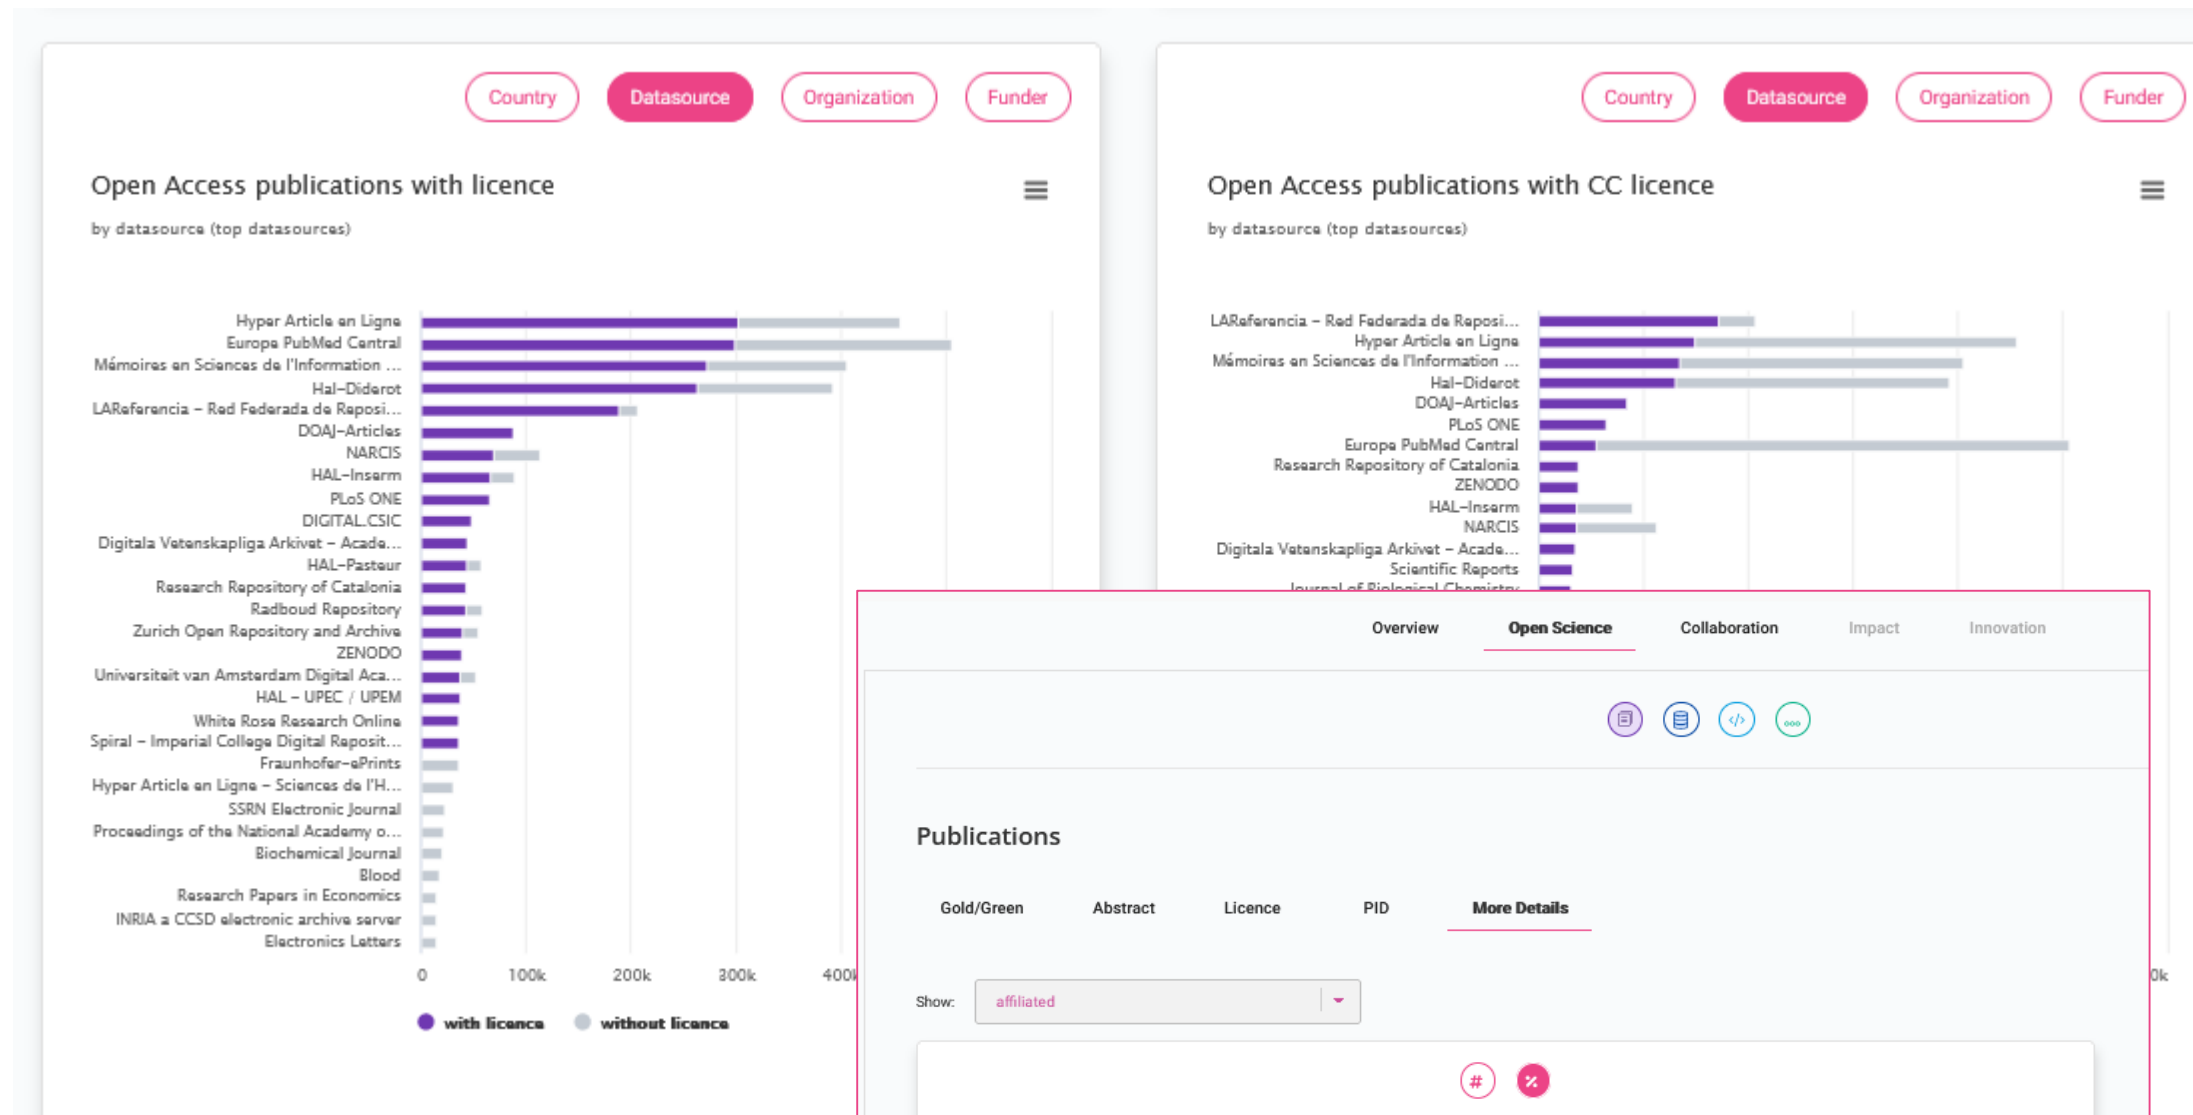 Country Datasource Organization Funder
Open Access publications with licence
by datasource (top datasources)
Hyper Article en Ligne
Europe PubMed Central
Mémoires en Sciences de l'Information ...
Hal-Diderot
LAReferencia - Red Federada de Reposi...
DOAJ-Articles
NARCIS
HAL-Inserm
PLoS ONE
DIGITAL.CSIC
Digitala Vetenskapliga Arkivet - Acade...
HAL-Pasteur
Research Repository of Catalonia
Radboud Repository
Zurich Open Repository and Archive
ZENODO
Universiteit van Amsterdam Digital Aca...
HAL - UPEC / UPEM
White Rose Research Online
Spiral - Imperial College Digital Reposit...
Fraunhofer-ePrints
Hyper Article en Ligne - Sciences de l'H...
SSRN Electronic Journal
Proceedings of the National Academy o...
Biochemical Journal
Blood
Research Papers in Economics
INRIA a CCSD electronic archive server
Electronics Letters
0 100k 200k 300k 400k
with licence without licence
Country Datasource Organization Funder
Open Access publications with CC licence
by datasource (top datasources)
LAReferencia - Red Federada de Reposi...
Hyper Article en Ligne
Mémoires en Sciences de l'Information ...
Hal-Diderot
DOAJ-Articles
PLoS ONE
Europe PubMed Central
Research Repository of Catalonia
ZENODO
HAL-Inserm
NARCIS
Digitala Vetenskapliga Arkivet - Acade...
Scientific Reports
Journal of Biological Chemistry
0k
Overview Open Science Collaboration Impact Innovation
Publications
Gold/Green Abstract Licence PID More Details
Show: affiliated
# %